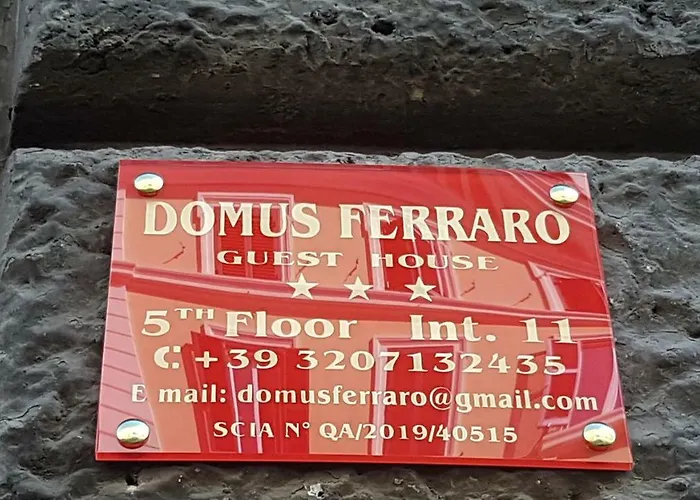 DOMUS FERRARO
GUEST HOUSE
5TH Floor Int. 11
+39 3207132435
E mail: domusferraro@gmail.com
SCIA N° QA/2019/40515